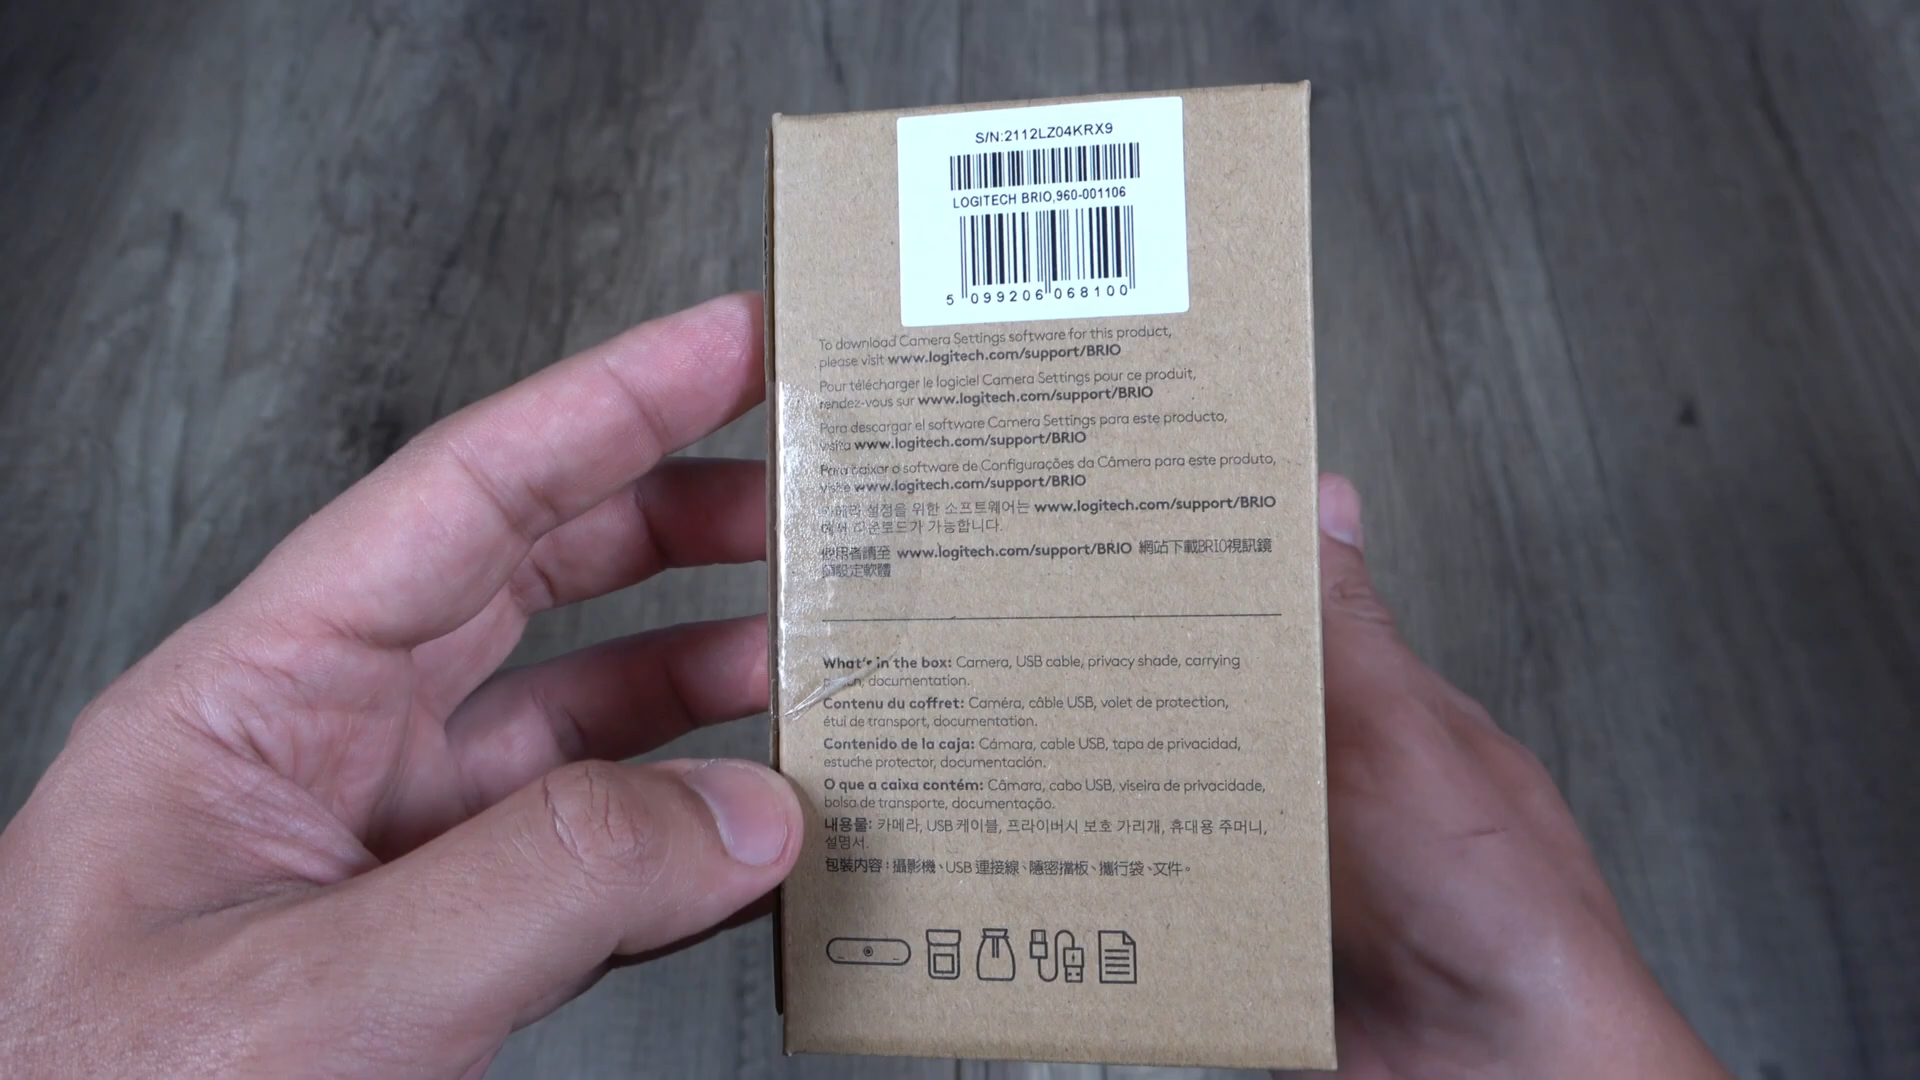 S/N:2112LZ04KRX9
LOGITECH BRIO,960-001106
5 099206 068100
To download Camera Settings software for this product,
please visit www.logitech.com/support/BRIO
Pour télécharger le logiciel Camera Settings pour ce produit,
rendez-vous sur www.logitech.com/support/BRIO
Para descargar el software Camera Settings para este producto,
visita www.logitech.com/support/BRIO
Para baixar o software de Configurações da Câmera para este produto,
visite www.logitech.com/support/BRIO
카메라 설정을 위한 소프트웨어는 www.logitech.com/support/BRIO
에서 다운로드가 가능합니다.
使用者請至 www.logitech.com/support/BRIO 網站下載BRIO視訊鏡
頭設定軟體
What's in the box: Camera, USB cable, privacy shade, carrying
documentation.
Contenu du coffret: Caméra, câble USB, volet de protection,
étui de transport, documentation.
Contenido de la caja: Cámara, cable USB, tapa de privacidad,
estuche protector, documentación.
O que a caixa contém: Câmara, cabo USB, viseira de privacidade,
bolsa de transporte, documentação.
내용물: 카메라, USB 케이블, 프라이버시 보호 가리개, 휴대용 주머니,
설명서.
包裝內容：攝影機、USB 連接線、隱密擋板、攜行袋、文件。